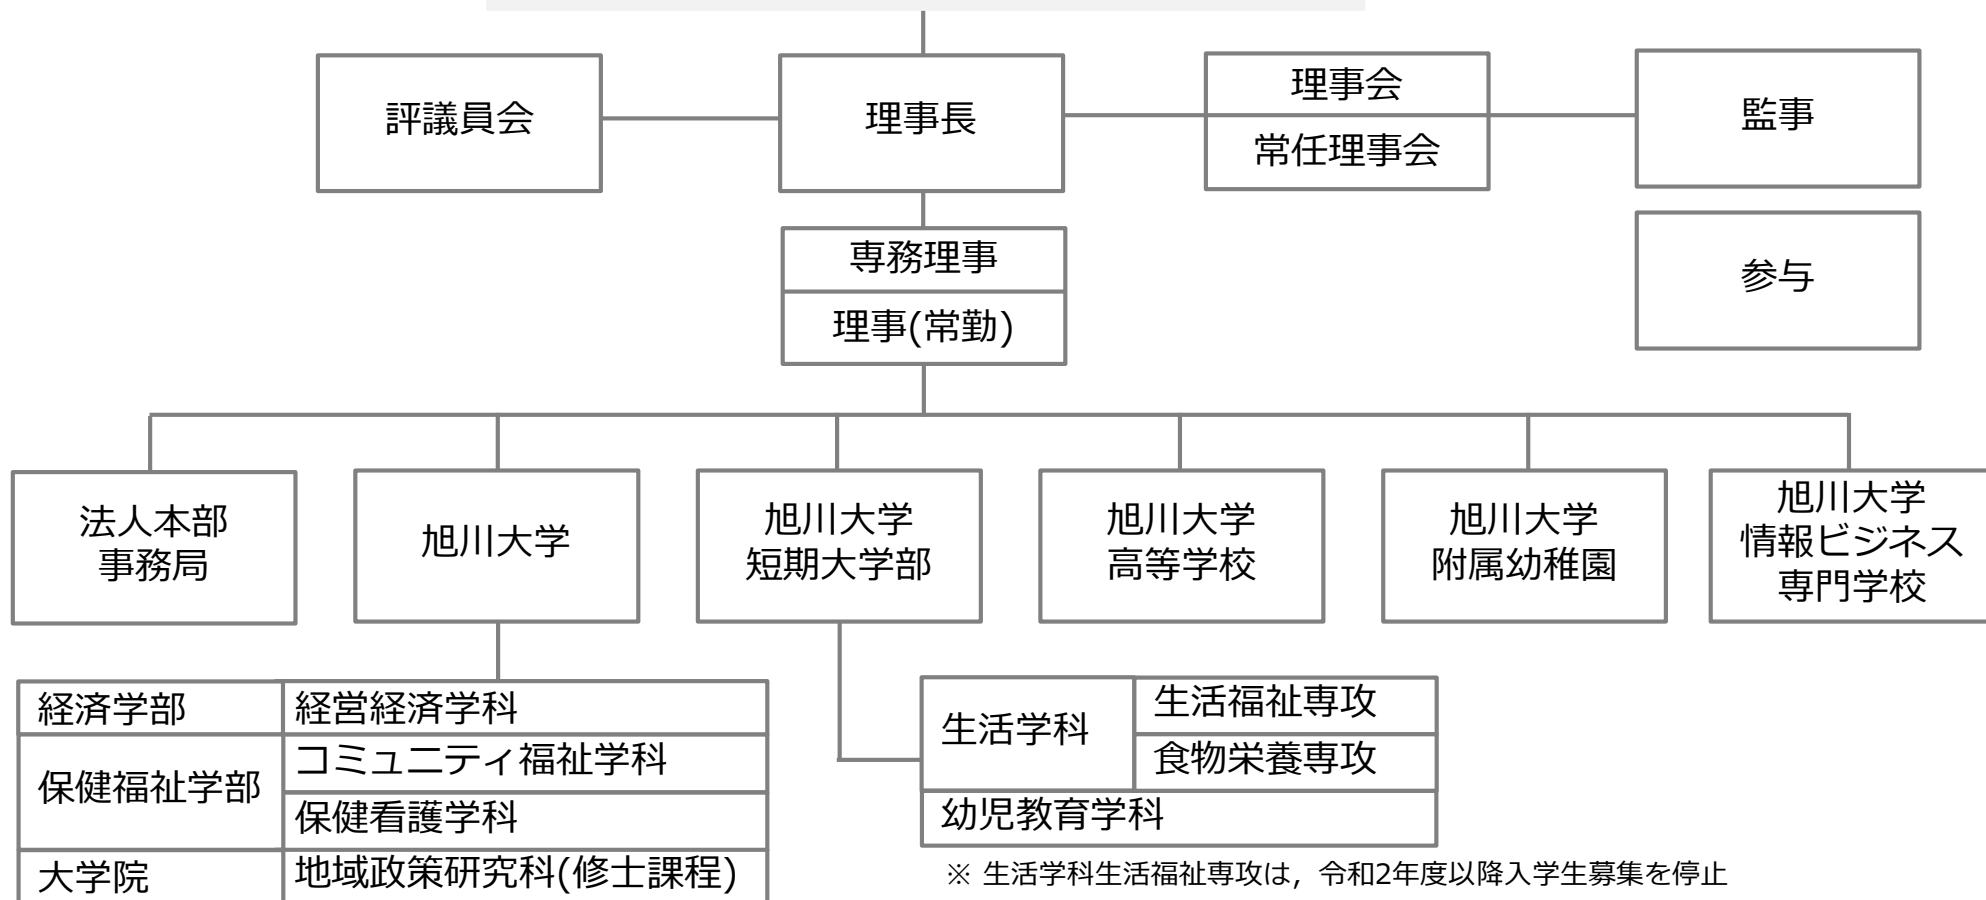 評議員会
理事長
理事会
常任理事会
監事
参与
専務理事
理事(常勤)
法人本部
事務局
旭川大学
旭川大学
短期大学部
旭川大学
高等学校
旭川大学
附属幼稚園
旭川大学
情報ビジネス
専門学校
経済学部
経営経済学科
保健福祉学部
コミュニティ福祉学科
保健看護学科
大学院
地域政策研究科(修士課程)
生活学科
生活福祉専攻
食物栄養専攻
幼児教育学科
※ 生活学科生活福祉専攻は，令和2年度以降入学生募集を停止